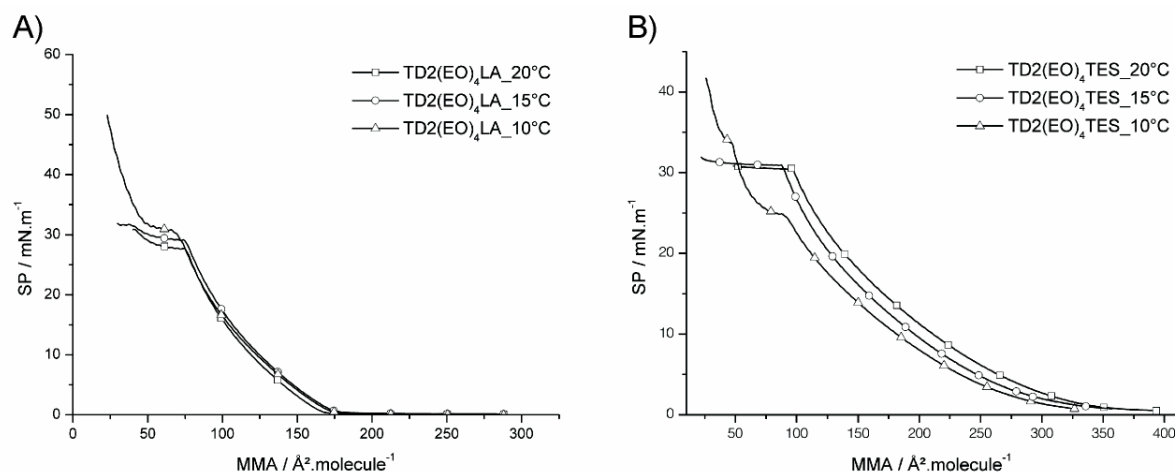 A)
60
50
40
30
20
10
0
SP / mN.m⁻¹
TD2(EO)₄LA_20°C
TD2(EO)₄LA_15°C
TD2(EO)₄LA_10°C
0 50 100 150 200 250 300
MMA / Å².molecule⁻¹
B)
40
30
20
10
0
SP / mN.m⁻¹
TD2(EO)₄TES_20°C
TD2(EO)₄TES_15°C
TD2(EO)₄TES_10°C
50 100 150 200 250 300 350 400
MMA / Å².molecule⁻¹